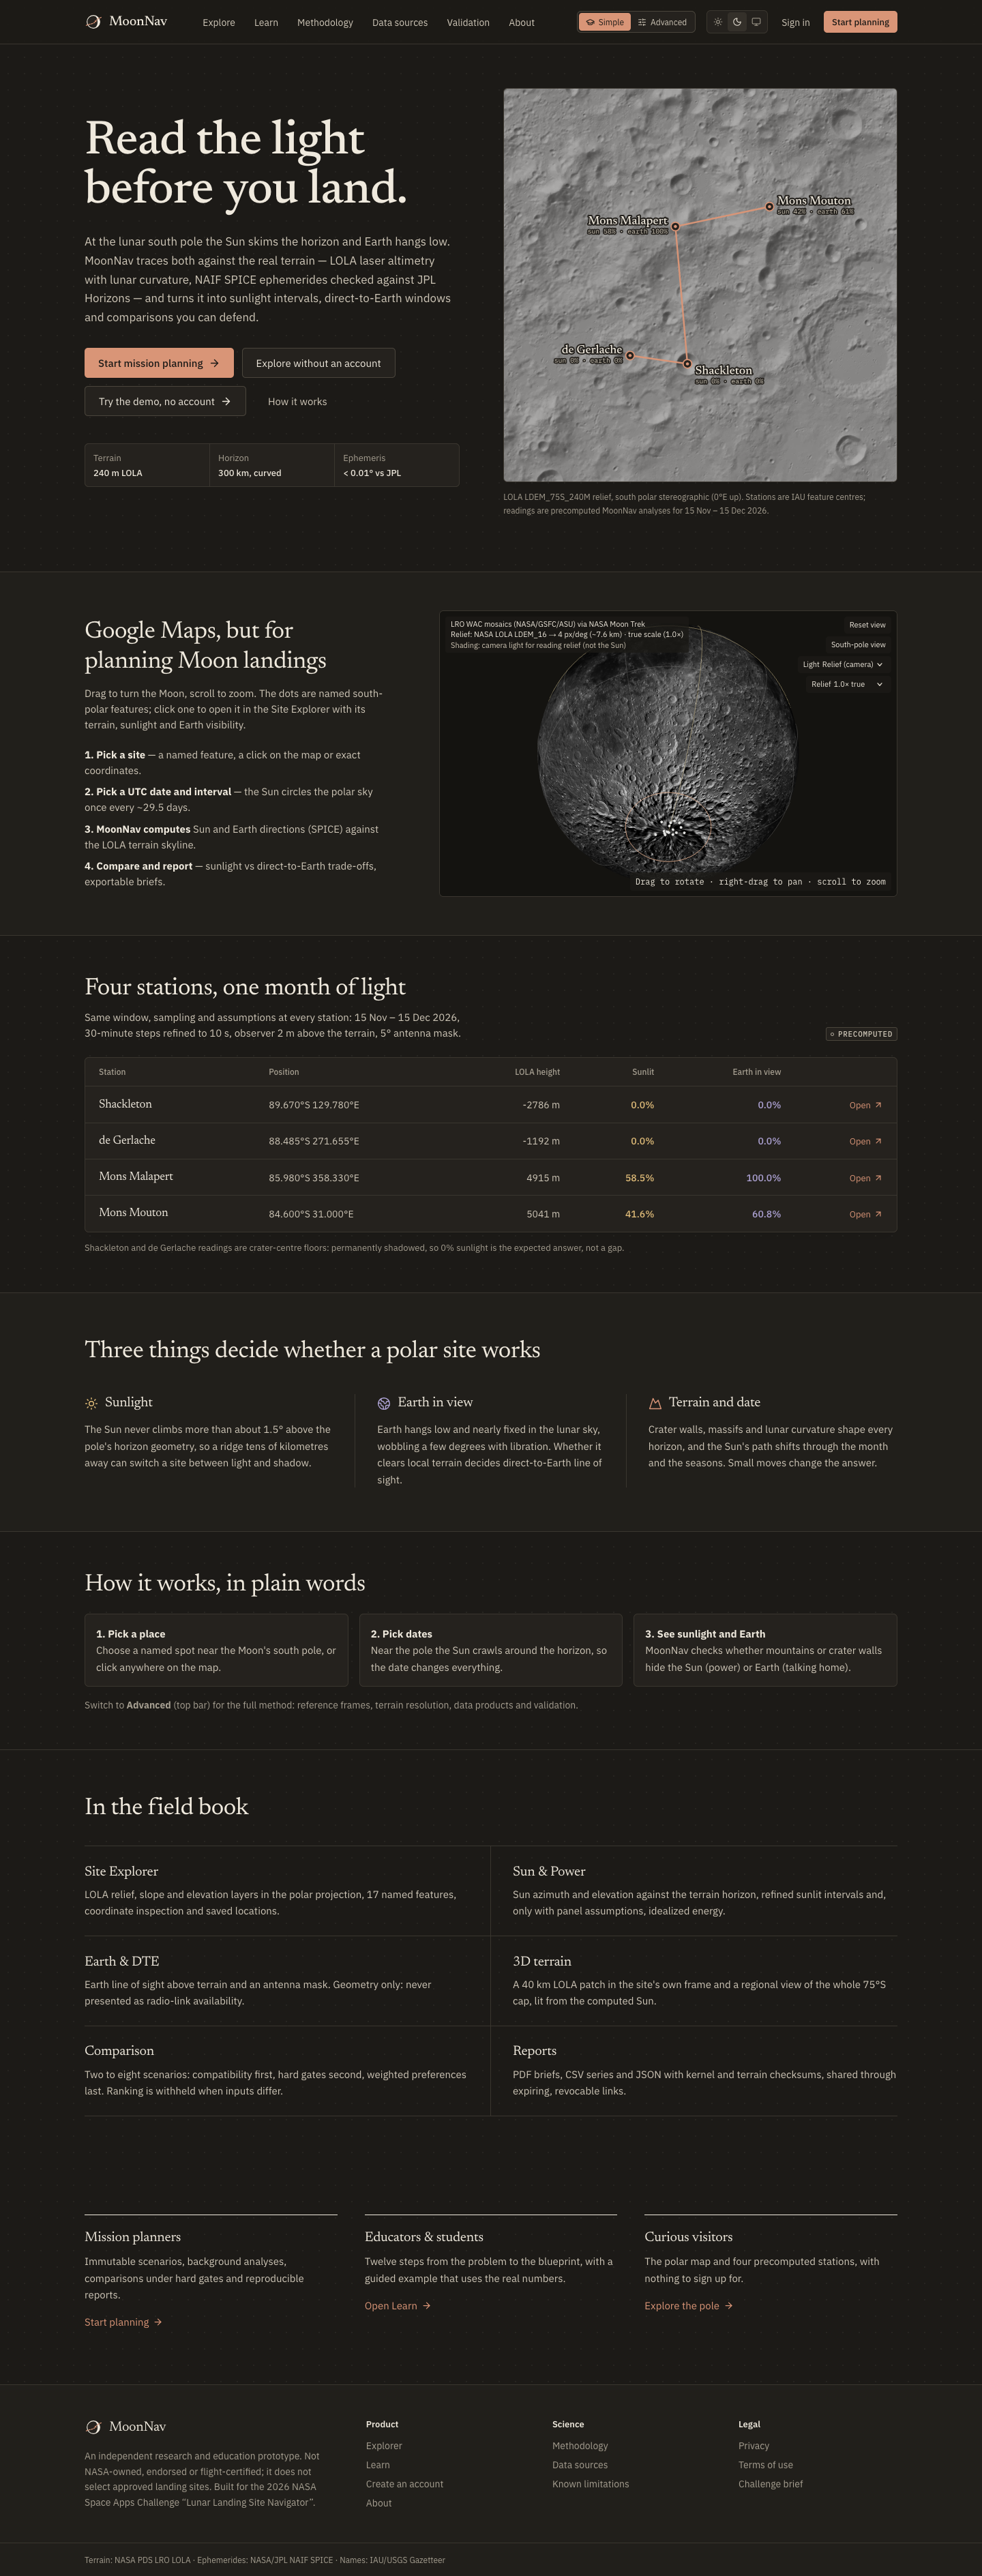 MoonNav
Explore Learn Methodology Data sources Validation About
Simple Advanced
Sign in Start planning
Read the light
before you land.
At the lunar south pole the Sun skims the horizon and Earth hangs low.
MoonNav traces both against the real terrain — LOLA laser altimetry
with lunar curvature, NAIF SPICE ephemerides checked against JPL
Horizons — and turns it into sunlight intervals, direct-to-Earth windows
and comparisons you can defend.
Start mission planning → Explore without an account
Try the demo, no account → How it works
Terrain Horizon Ephemeris
240 m LOLA 300 km, curved < 0.01° vs JPL
Mons Mouton
sun 42% · earth 61%
Mons Malapert
sun 58% · earth 100%
de Gerlache
sun 0% · earth 0%
Shackleton
sun 0% · earth 0%
LOLA LDEM_75S_240M relief, south polar stereographic (0°E up). Stations are IAU feature centres;
readings are precomputed MoonNav analyses for 15 Nov – 15 Dec 2026.
Google Maps, but for
planning Moon landings
Drag to turn the Moon, scroll to zoom. The dots are named south-
polar features; click one to open it in the Site Explorer with its
terrain, sunlight and Earth visibility.
1. Pick a site — a named feature, a click on the map or exact
coordinates.
2. Pick a UTC date and interval — the Sun circles the polar sky
once every ~29.5 days.
3. MoonNav computes Sun and Earth directions (SPICE) against
the LOLA terrain skyline.
4. Compare and report — sunlight vs direct-to-Earth trade-offs,
exportable briefs.
LRO WAC mosaics (NASA/GSFC/ASU) via NASA Moon Trek
Relief: NASA LOLA LDEM_16 → 4 px/deg (~7.6 km) · true scale (1.0×)
Shading: camera light for reading relief (not the Sun)
Reset view
South-pole view
Light Relief (camera)
Relief 1.0× true
Drag to rotate · right-drag to pan · scroll to zoom
Four stations, one month of light
Same window, sampling and assumptions at every station: 15 Nov – 15 Dec 2026,
30-minute steps refined to 10 s, observer 2 m above the terrain, 5° antenna mask.
PRECOMPUTED
Station Position LOLA height Sunlit Earth in view
Shackleton 89.670°S 129.780°E -2786 m 0.0% 0.0% Open ↗
de Gerlache 88.485°S 271.655°E -1192 m 0.0% 0.0% Open ↗
Mons Malapert 85.980°S 358.330°E 4915 m 58.5% 100.0% Open ↗
Mons Mouton 84.600°S 31.000°E 5041 m 41.6% 60.8% Open ↗
Shackleton and de Gerlache readings are crater-centre floors: permanently shadowed, so 0% sunlight is the expected answer, not a gap.
Three things decide whether a polar site works
Sunlight
The Sun never climbs more than about 1.5° above the
pole's horizon geometry, so a ridge tens of kilometres
away can switch a site between light and shadow.
Earth in view
Earth hangs low and nearly fixed in the lunar sky,
wobbling a few degrees with libration. Whether it
clears local terrain decides direct-to-Earth line of
sight.
Terrain and date
Crater walls, massifs and lunar curvature shape every
horizon, and the Sun's path shifts through the month
and the seasons. Small moves change the answer.
How it works, in plain words
1. Pick a place
Choose a named spot near the Moon's south pole, or
click anywhere on the map.
2. Pick dates
Near the pole the Sun crawls around the horizon, so
the date changes everything.
3. See sunlight and Earth
MoonNav checks whether mountains or crater walls
hide the Sun (power) or Earth (talking home).
Switch to Advanced (top bar) for the full method: reference frames, terrain resolution, data products and validation.
In the field book
Site Explorer
LOLA relief, slope and elevation layers in the polar projection, 17 named features,
coordinate inspection and saved locations.
Sun & Power
Sun azimuth and elevation against the terrain horizon, refined sunlit intervals and,
only with panel assumptions, idealized energy.
Earth & DTE
Earth line of sight above terrain and an antenna mask. Geometry only: never
presented as radio-link availability.
3D terrain
A 40 km LOLA patch in the site's own frame and a regional view of the whole 75°S
cap, lit from the computed Sun.
Comparison
Two to eight scenarios: compatibility first, hard gates second, weighted preferences
last. Ranking is withheld when inputs differ.
Reports
PDF briefs, CSV series and JSON with kernel and terrain checksums, shared through
expiring, revocable links.
Mission planners
Immutable scenarios, background analyses,
comparisons under hard gates and reproducible
reports.
Start planning →
Educators & students
Twelve steps from the problem to the blueprint, with a
guided example that uses the real numbers.
Open Learn →
Curious visitors
The polar map and four precomputed stations, with
nothing to sign up for.
Explore the pole →
MoonNav
An independent research and education prototype. Not
NASA-owned, endorsed or flight-certified; it does not
select approved landing sites. Built for the 2026 NASA
Space Apps Challenge “Lunar Landing Site Navigator”.
Product
Explorer
Learn
Create an account
About
Science
Methodology
Data sources
Known limitations
Legal
Privacy
Terms of use
Challenge brief
Terrain: NASA PDS LRO LOLA · Ephemerides: NASA/JPL NAIF SPICE · Names: IAU/USGS Gazetteer